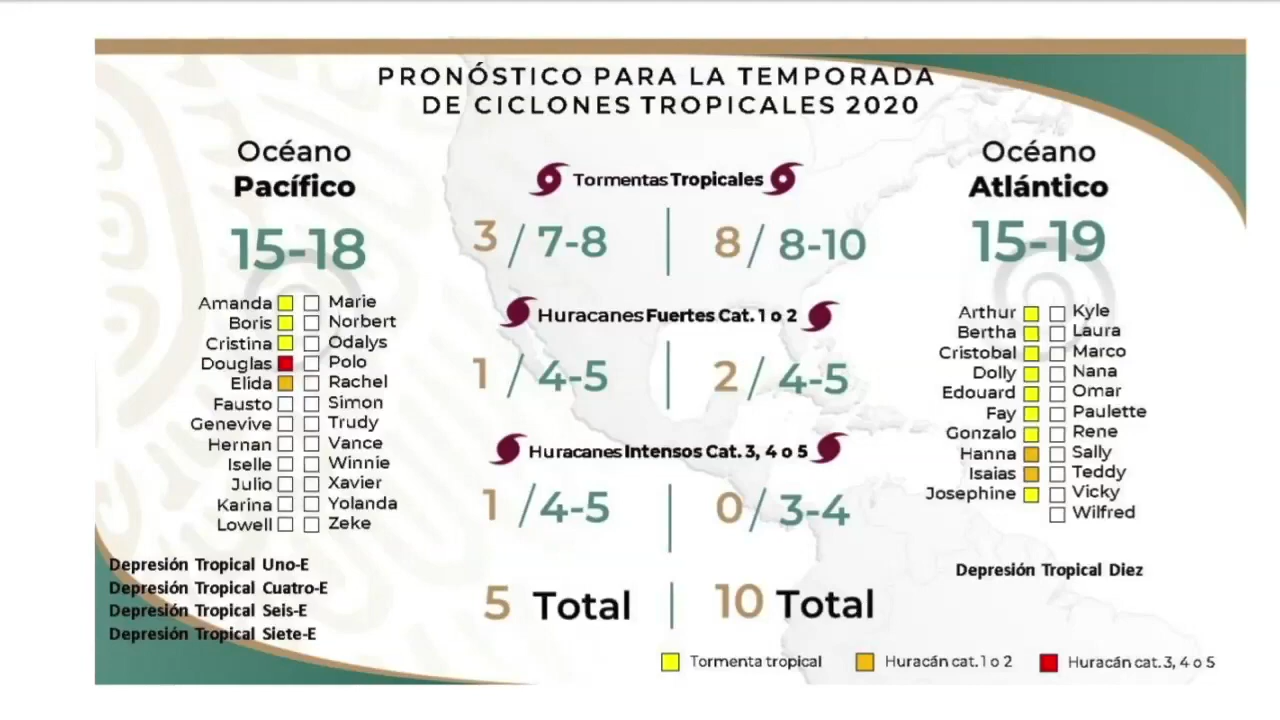 PRONÓSTICO PARA LA TEMPORADA
DE CICLONES TROPICALES 2020
Océano
Pacífico
15-18
Amanda
Boris
Cristina
Douglas
Elida
Fausto
Genevive
Hernan
Iselle
Julio
Karina
Lowell
Marie
Norbert
Odalys
Polo
Rachel
Simon
Trudy
Vance
Winnie
Xavier
Yolanda
Zeke
Depresión Tropical Uno-E
Depresión Tropical Cuatro-E
Depresión Tropical Seis-E
Depresión Tropical Siete-E
Tormentas Tropicales
3 / 7-8 | 8 / 8-10
Huracanes Fuertes Cat. 1 o 2
1 / 4-5 | 2 / 4-5
Huracanes Intensos Cat. 3, 4 o 5
1 / 4-5 | 0 / 3-4
5 Total | 10 Total
Océano
Atlántico
15-19
Arthur
Bertha
Cristobal
Dolly
Edouard
Fay
Gonzalo
Hanna
Isaias
Josephine
Kyle
Laura
Marco
Nana
Omar
Paulette
Rene
Sally
Teddy
Vicky
Wilfred
Depresión Tropical Diez
Tormenta tropical
Huracán cat. 1 o 2
Huracán cat. 3, 4 o 5